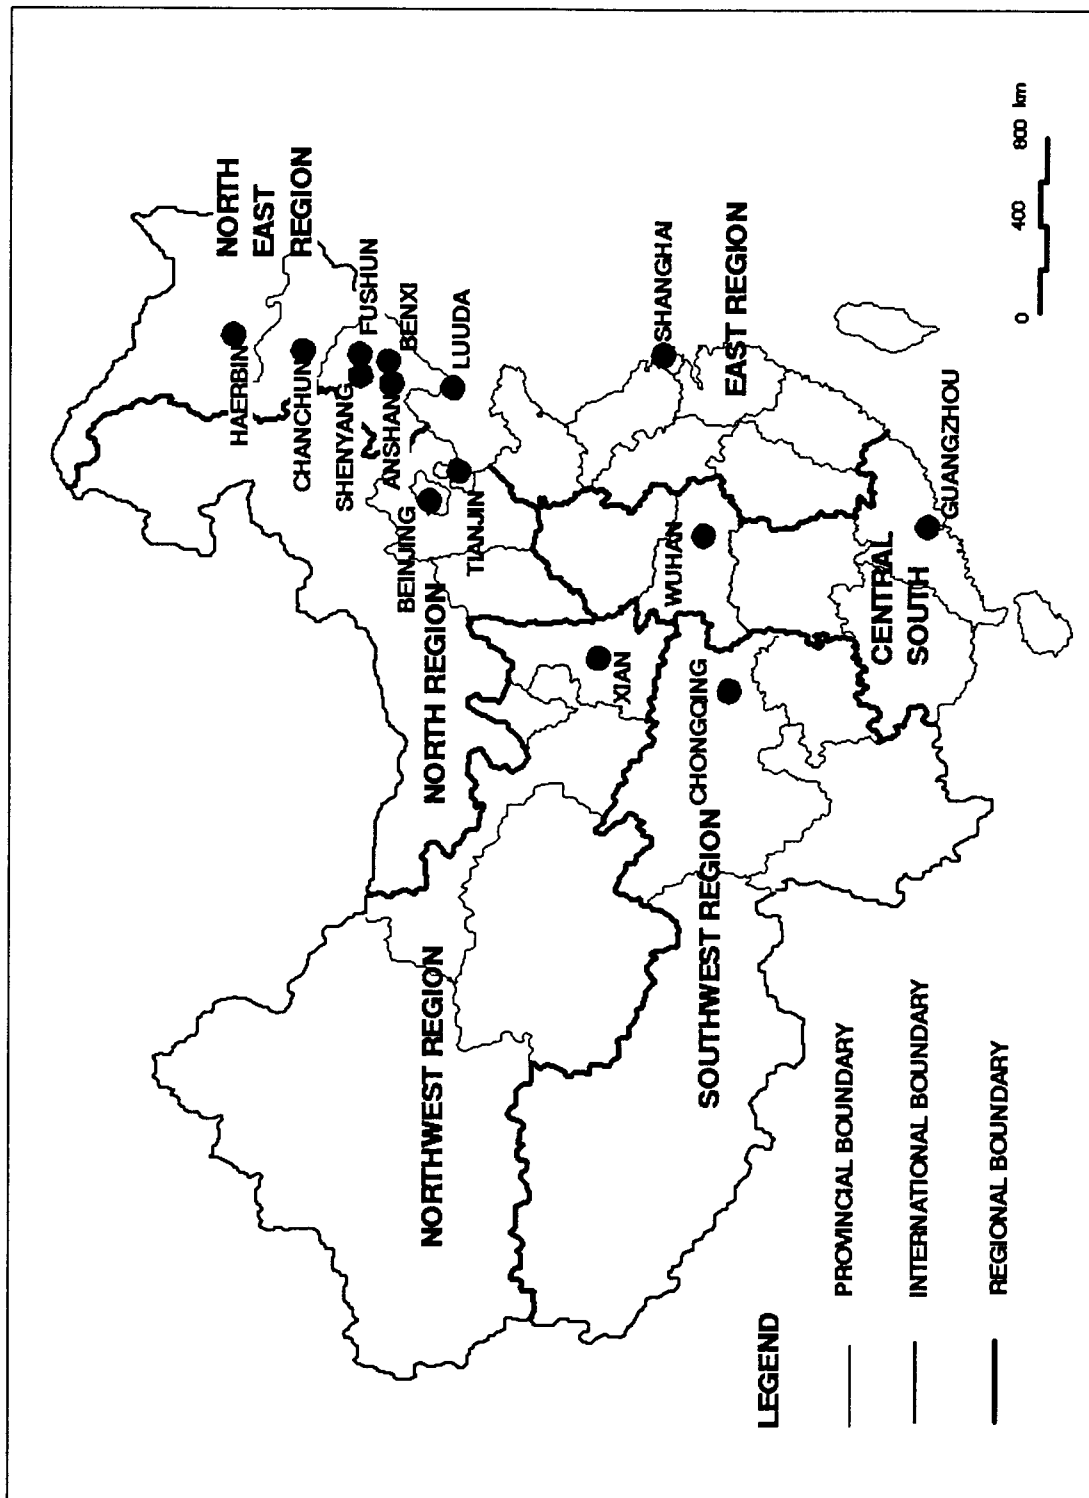 NORTH
EAST
REGION
HAERBIN
CHANCHUN
FUSHUN
SHENYANG
BENXI
ANSHAN
LUUDA
BEINJING
TIANJIN
NORTH REGION
NORTHWEST REGION
XIAN
SHANGHAI
EAST REGION
WUHAN
CHONGQING
SOUTHWEST REGION
CENTRAL
SOUTH
GUANGZHOU
0 400 800 km
LEGEND
PROVINCIAL BOUNDARY
INTERNATIONAL BOUNDARY
REGIONAL BOUNDARY